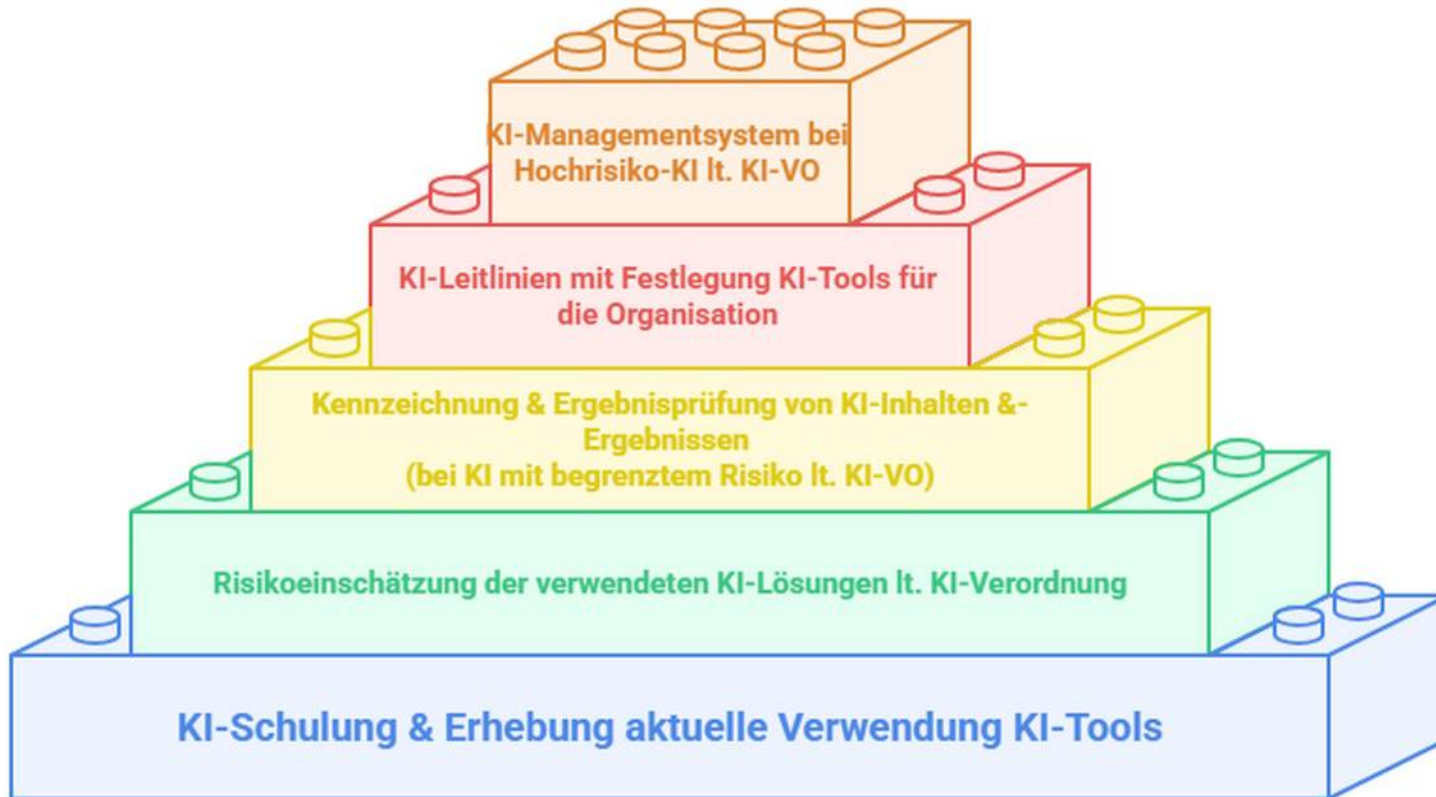 KI-Managementsystem bei
Hochrisiko-KI lt. KI-VO
KI-Leitlinien mit Festlegung KI-Tools für
die Organisation
Kennzeichnung & Ergebnisprüfung von KI-Inhalten &-
Ergebnissen
(bei KI mit begrenztem Risiko lt. KI-VO)
Risikoeinschätzung der verwendeten KI-Lösungen lt. KI-Verordnung
KI-Schulung & Erhebung aktuelle Verwendung KI-Tools